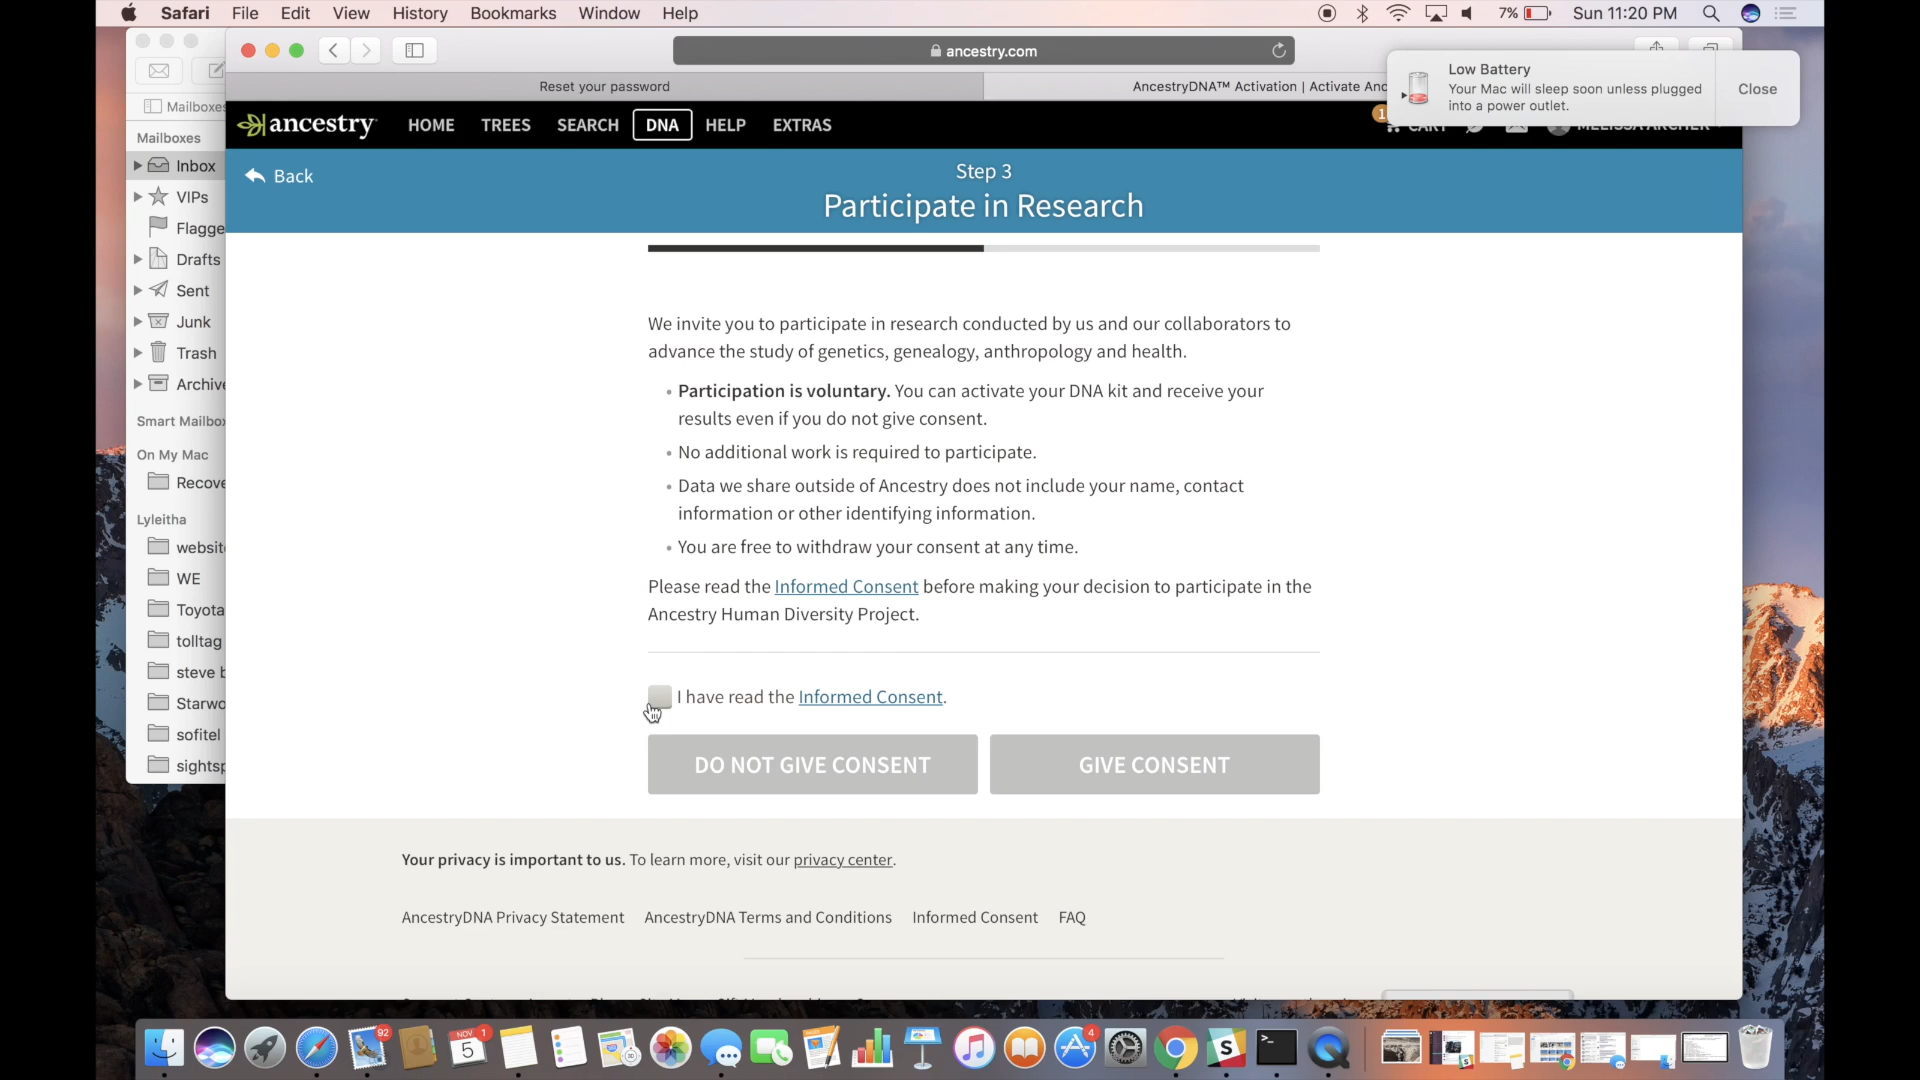 Safari File Edit View History Bookmarks Window Help 7% Sun 11:20 PM
ancestry.com
Reset your password
AncestryDNA™ Activation | Activate Anc
Low Battery
Your Mac will sleep soon unless plugged
into a power outlet.
Close
ancestry HOME TREES SEARCH DNA HELP EXTRAS
1 CART MELISSA ARCHER
Mailboxes
Mailboxes
Inbox
VIPs
Flagge
Drafts
Sent
Junk
Trash
Archive
Smart Mailbox
On My Mac
Recove
Lyleitha
website
WE
Toyota
tolltag
steve b
Starwo
sofitel
sightsp
Back
Step 3
Participate in Research
We invite you to participate in research conducted by us and our collaborators to
advance the study of genetics, genealogy, anthropology and health.
• Participation is voluntary. You can activate your DNA kit and receive your
results even if you do not give consent.
• No additional work is required to participate.
• Data we share outside of Ancestry does not include your name, contact
information or other identifying information.
• You are free to withdraw your consent at any time.
Please read the Informed Consent before making your decision to participate in the
Ancestry Human Diversity Project.
I have read the Informed Consent.
DO NOT GIVE CONSENT
GIVE CONSENT
Your privacy is important to us. To learn more, visit our privacy center.
AncestryDNA Privacy Statement AncestryDNA Terms and Conditions Informed Consent FAQ
92
NOV 1
5
4